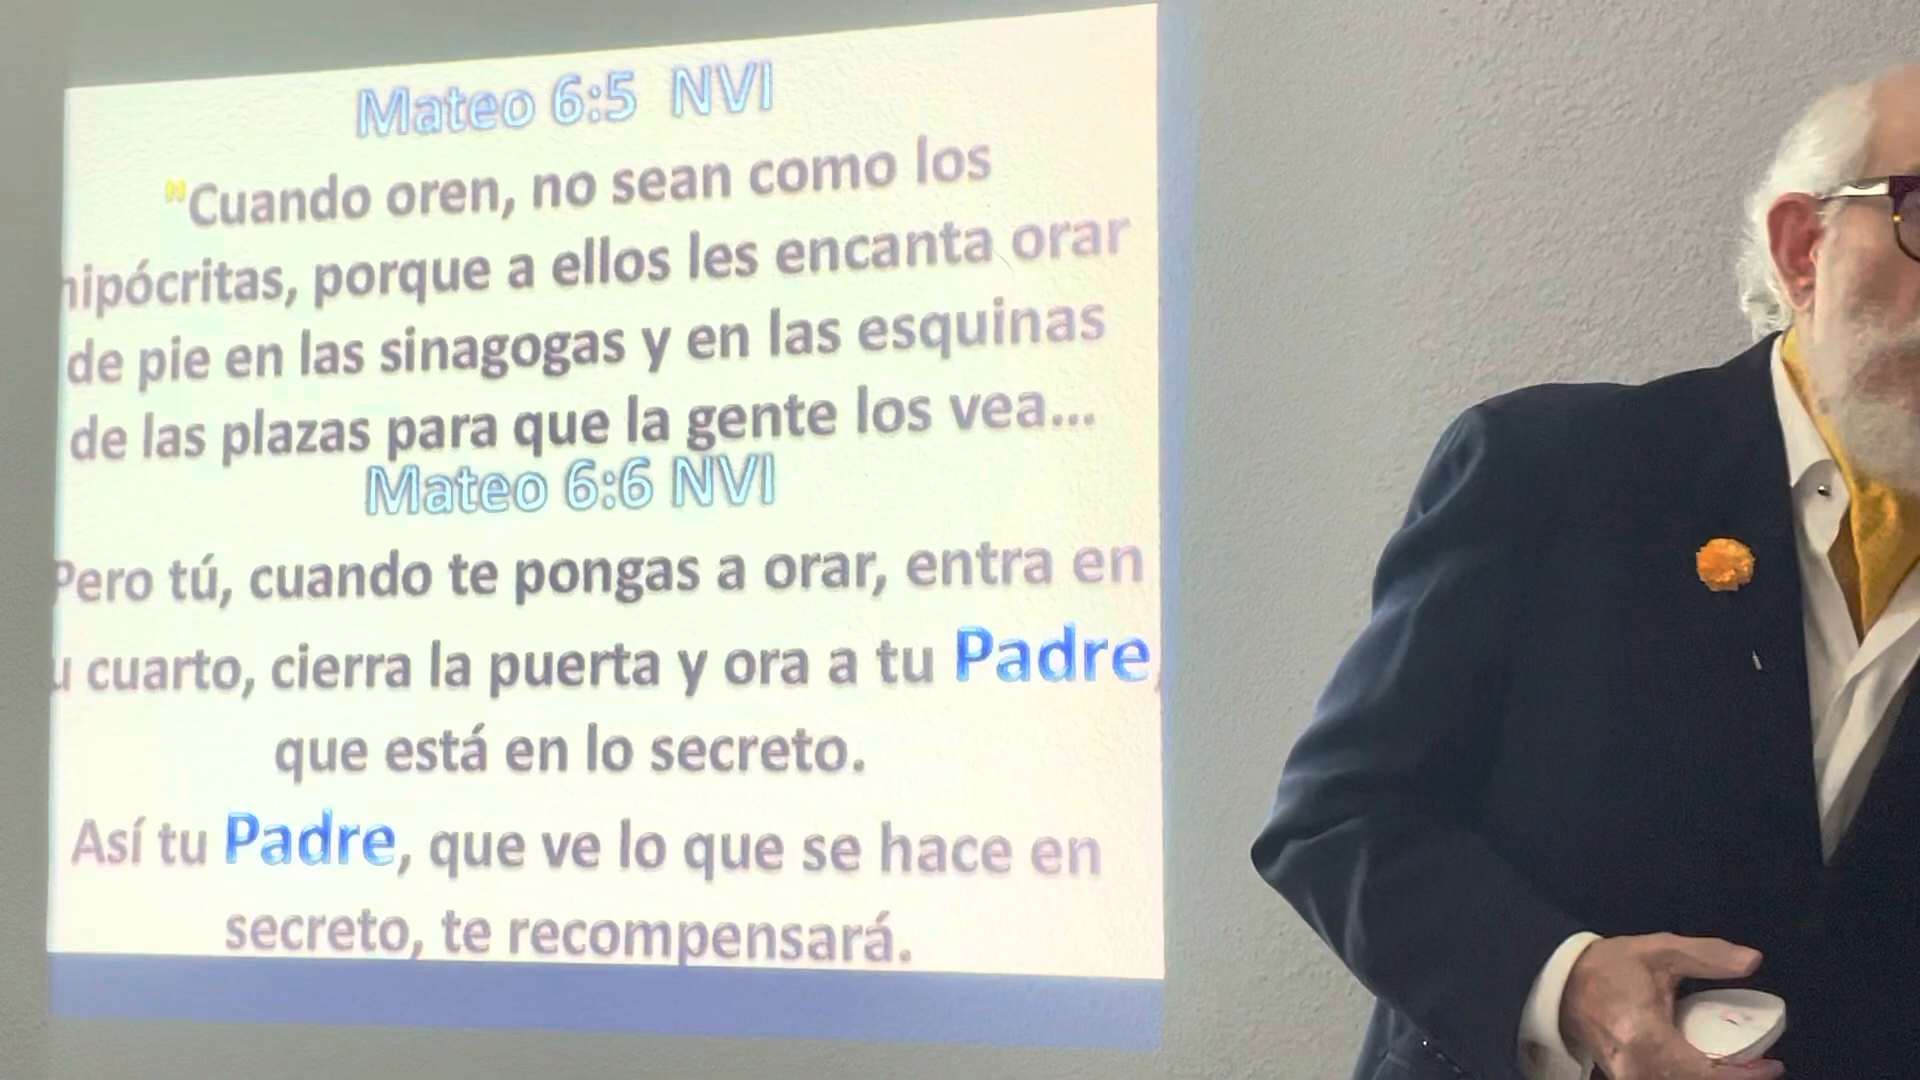 Mateo 6:5 NVI
"Cuando oren, no sean como los
hipócritas, porque a ellos les encanta orar
de pie en las sinagogas y en las esquinas
de las plazas para que la gente los vea...
Mateo 6:6 NVI
Pero tú, cuando te pongas a orar, entra en
u cuarto, cierra la puerta y ora a tu Padre,
que está en lo secreto.
Así tu Padre, que ve lo que se hace en
secreto, te recompensará.